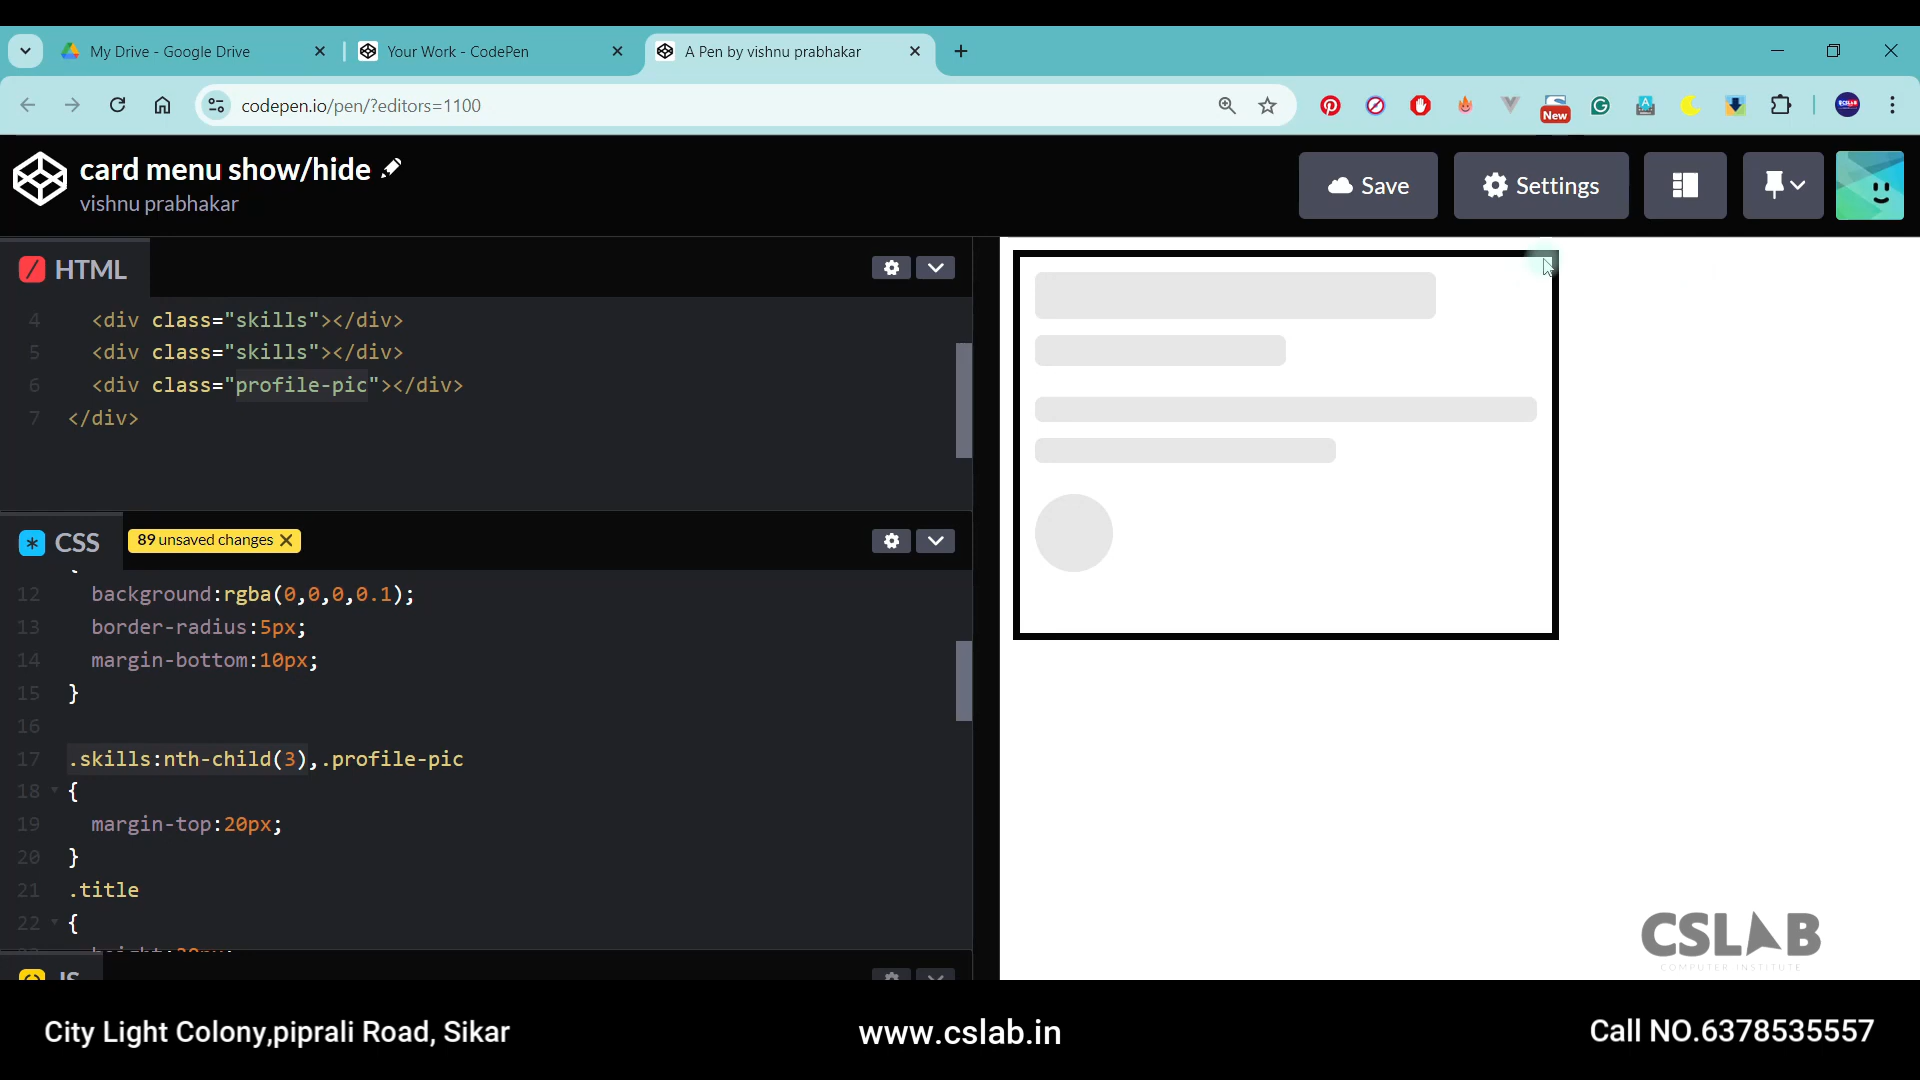 My Drive - Google Drive
Your Work - CodePen
A Pen by vishnu prabhakar
codepen.io/pen/?editors=1100
New
card menu show/hide
vishnu prabhakar
Save
Settings
HTML
4 <div class="skills"></div>
5 <div class="skills"></div>
6 <div class="profile-pic"></div>
7 </div>
CSS
89 unsaved changes
{
12 background:rgba(0,0,0,0.1);
13 border-radius:5px;
14 margin-bottom:10px;
15 }
16
17 .skills:nth-child(3),.profile-pic
18 {
19 margin-top:20px;
20 }
21 .title
22 {
JS
CSLAB
COMPUTER INSTITUTE
City Light Colony,piprali Road, Sikar
www.cslab.in
Call NO.6378535557